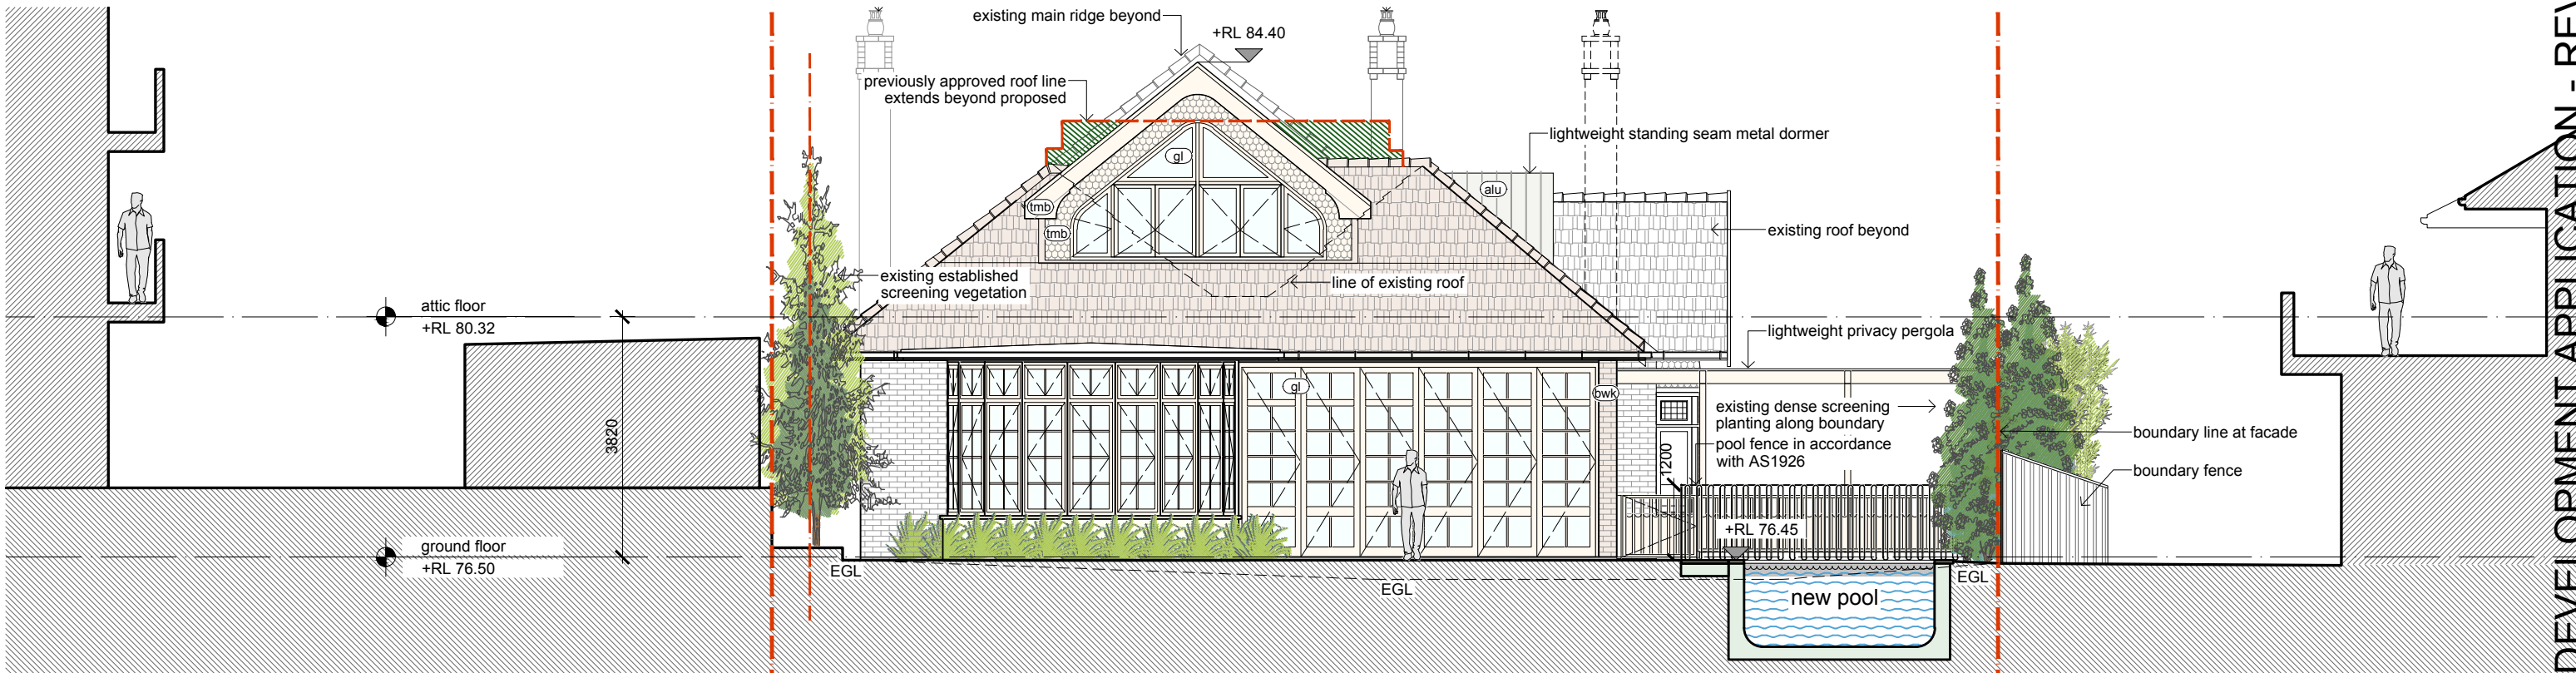 existing main ridge beyond
+RL 84.40
previously approved roof line
extends beyond proposed
gl
lightweight standing seam metal dormer
alu
tmb
tmb
existing roof beyond
existing established
screening vegetation
line of existing roof
attic floor
+RL 80.32
lightweight privacy pergola
gl
bwk
existing dense screening
planting along boundary
pool fence in accordance
with AS1926
boundary line at facade
boundary fence
3820
1200
+RL 76.45
ground floor
+RL 76.50
EGL
EGL
EGL
new pool
DEVELOPMENT APPLICATION - REV